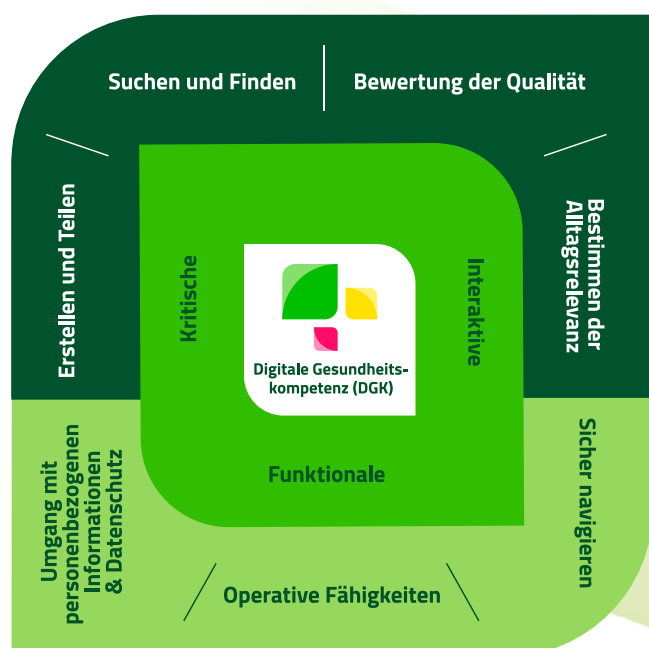 Suchen und Finden
Bewertung der Qualität
Erstellen und Teilen
Bestimmen der
Alltagsrelevanz
Kritische
Interaktive
Digitale Gesundheits-
kompetenz (DGK)
Funktionale
Umgang mit
personenbezogenen
Informationen
& Datenschutz
Operative Fähigkeiten
Sicher navigieren